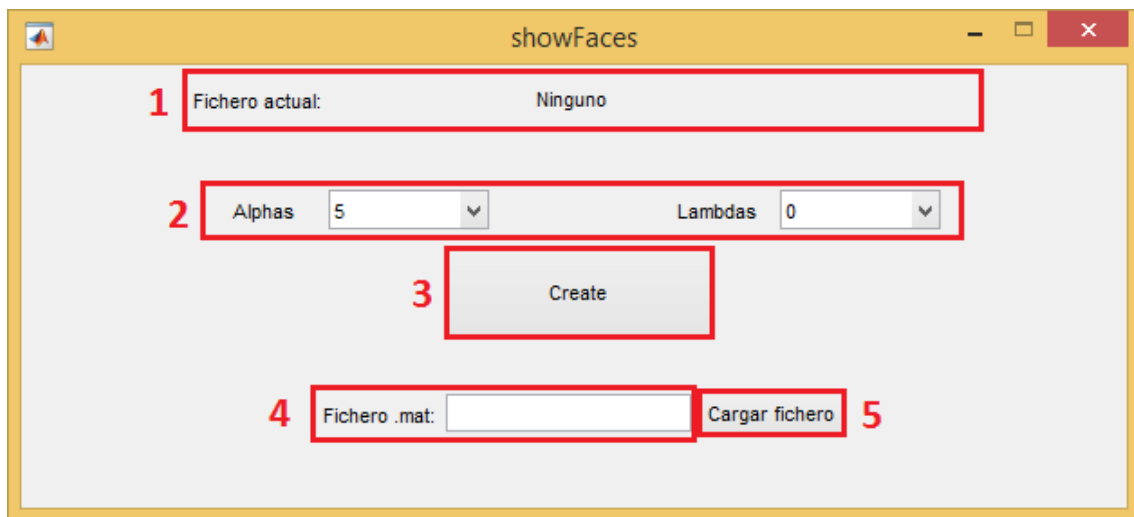 showFaces
1 Fichero actual: Ninguno
2 Alphas 5 Lambdas 0
3 Create
4 Fichero .mat: Cargar fichero 5